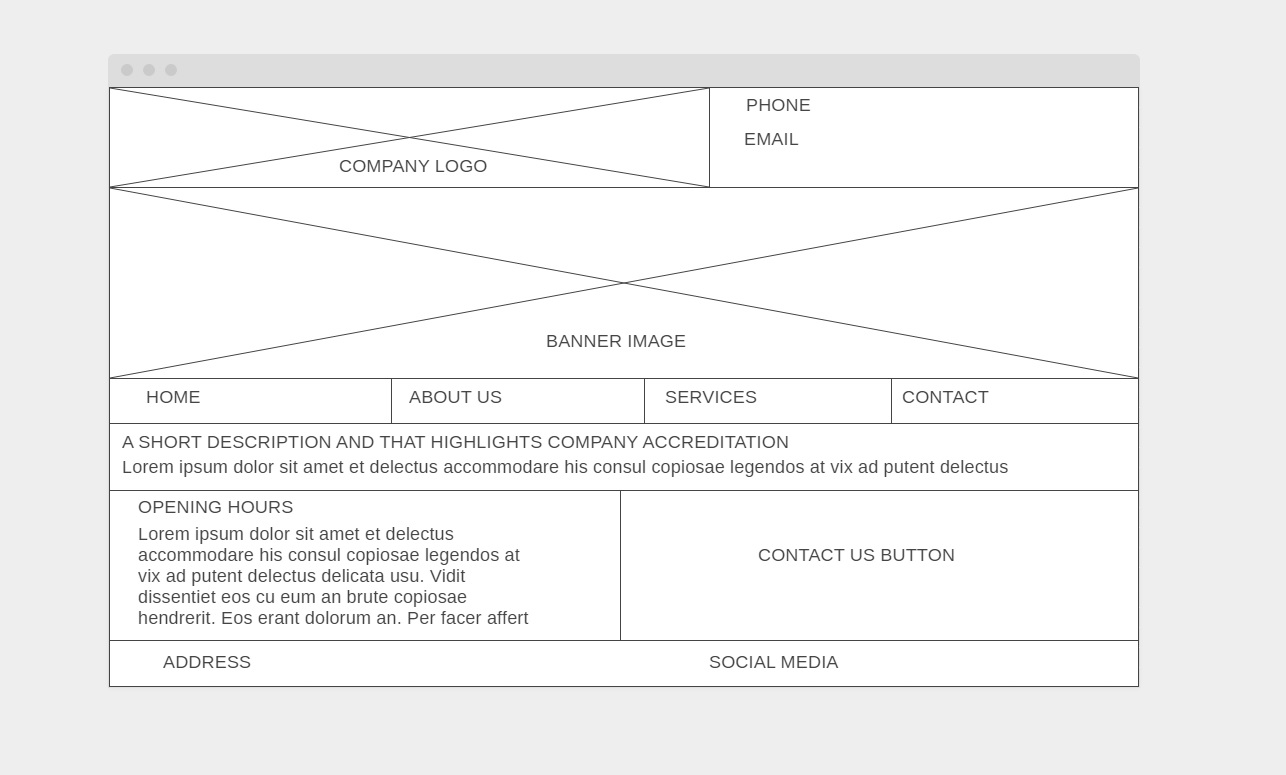 PHONE
EMAIL
COMPANY LOGO
BANNER IMAGE
HOME
ABOUT US
SERVICES
CONTACT
A SHORT DESCRIPTION AND THAT HIGHLIGHTS COMPANY ACCREDITATION
Lorem ipsum dolor sit amet et delectus accommodare his consul copiosae legendos at vix ad putent delectus
OPENING HOURS
Lorem ipsum dolor sit amet et delectus
accommodare his consul copiosae legendos at
vix ad putent delectus delicata usu. Vidit
dissentiet eos cu eum an brute copiosae
hendrerit. Eos erant dolorum an. Per facer affert
CONTACT US BUTTON
ADDRESS
SOCIAL MEDIA